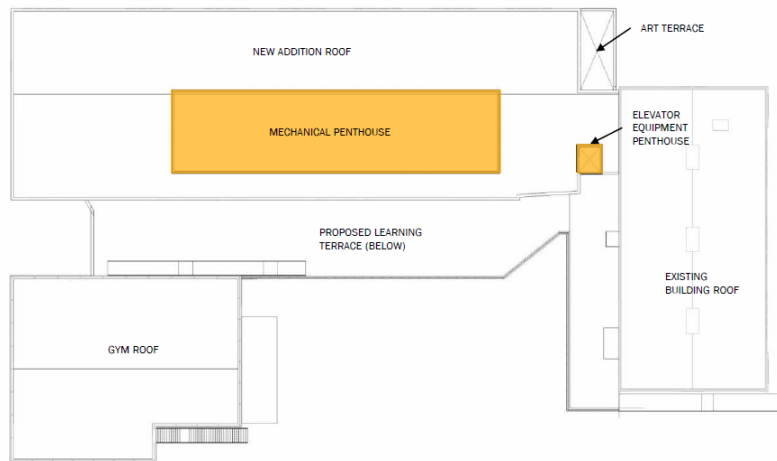 ART TERRACE
NEW ADDITION ROOF
MECHANICAL PENTHOUSE
ELEVATOR
EQUIPMENT
PENTHOUSE
PROPOSED LEARNING
TERRACE (BELOW)
EXISTING
BUILDING ROOF
GYM ROOF